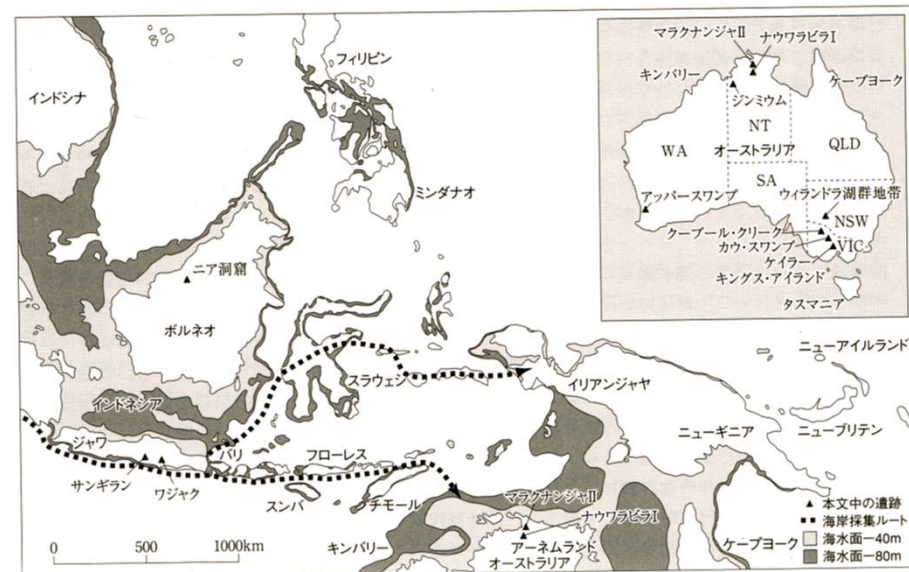 フィリピン
インドシナ
ミンダナオ
ニア洞窟
ボルネオ
スラウェシ
イリアンジャヤ
ニューアイルランド
インドネシア
ニューギニア
ニューブリテン
ジャワ
バリ
フローレス
サンギラン
ワジャク
スンバ
チモール
マラクナンジャII
ナウワラビラI
キンバリー
アーネムランド
オーストラリア
ケープヨーク
0 500 1000km
▲ 本文中の遺跡
海岸採集ルート
海水面-40m
海水面-80m
マラクナンジャII
ナウワラビラI
キンバリー
ケープヨーク
ジンミウム
NT
WA
オーストラリア
QLD
SA
アッパースワンプ
ウィランドラ湖群地帯
NSW
クーブール・クリーク
カウ・スワンプ
VIC
ケイラー
キングス・アイランド
タスマニア